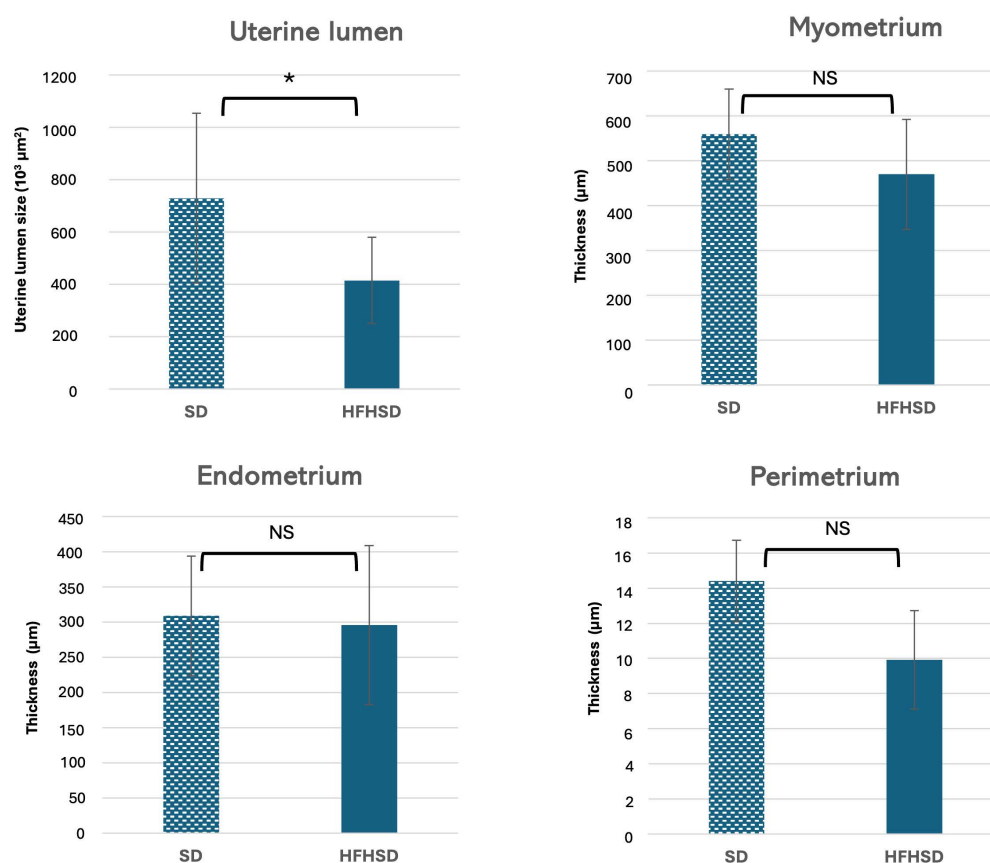 Uterine lumen
Uterine lumen size (10³ µm²)
1200
1000
800
600
400
200
0
*
SD
HFHSD
Myometrium
Thickness (µm)
700
600
500
400
300
200
100
0
NS
SD
HFHSD
Endometrium
Thickness (µm)
450
400
350
300
250
200
150
100
50
0
NS
SD
HFHSD
Perimetrium
Thickness (µm)
18
16
14
12
10
8
6
4
2
0
NS
SD
HFHSD